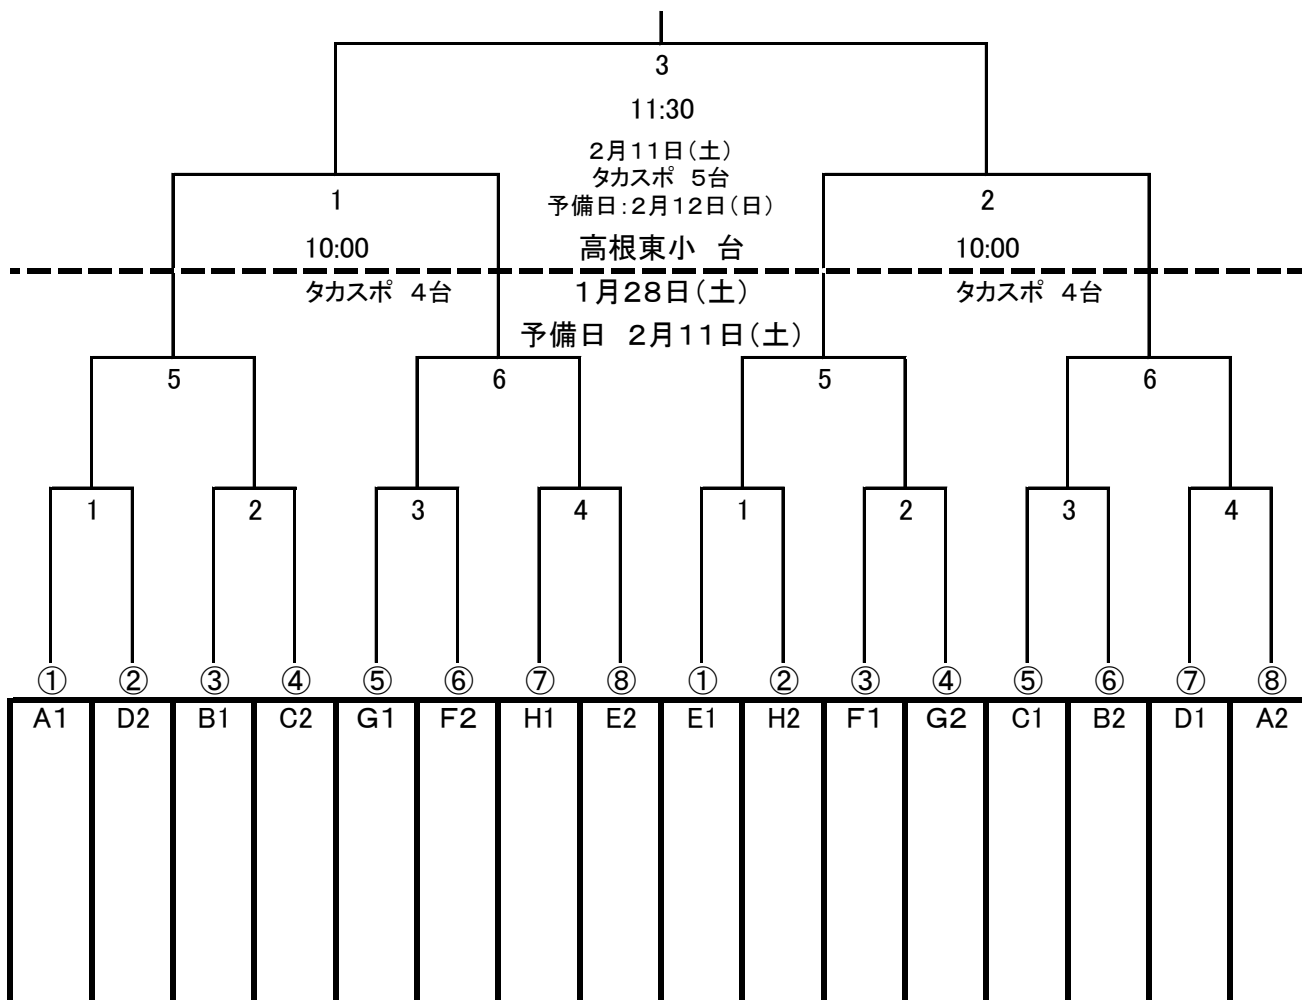 3
11:30
２月１１日（土）
タカスポ　５台
1
予備日：２月１２日（日）
2
10:00
高根東小　台
10:00
タカスポ　４台
１月２８日（土）
タカスポ　４台
予備日　２月１１日（土）
5 6 5 6
1 2 3 4 1 2 3 4
① ② ③ ④ ⑤ ⑥ ⑦ ⑧ ① ② ③ ④ ⑤ ⑥ ⑦ ⑧
A1 D2 B1 C2 G1 F2 H1 E2 E1 H2 F1 G2 C1 B2 D1 A2